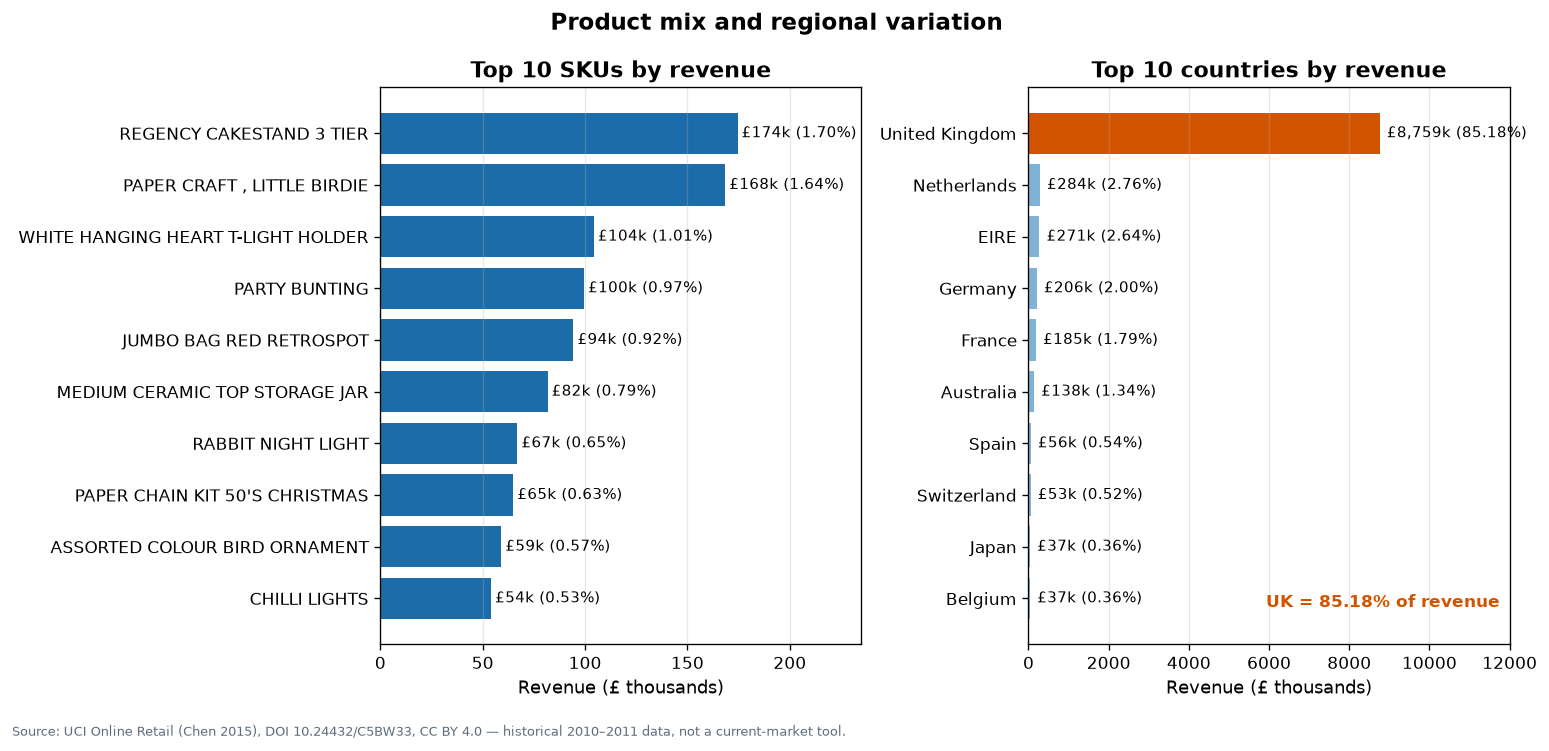 Product mix and regional variation
Top 10 SKUs by revenue
REGENCY CAKESTAND 3 TIER £174k (1.70%)
PAPER CRAFT , LITTLE BIRDIE £168k (1.64%)
WHITE HANGING HEART T-LIGHT HOLDER £104k (1.01%)
PARTY BUNTING £100k (0.97%)
JUMBO BAG RED RETROSPOT £94k (0.92%)
MEDIUM CERAMIC TOP STORAGE JAR £82k (0.79%)
RABBIT NIGHT LIGHT £67k (0.65%)
PAPER CHAIN KIT 50'S CHRISTMAS £65k (0.63%)
ASSORTED COLOUR BIRD ORNAMENT £59k (0.57%)
CHILLI LIGHTS £54k (0.53%)
0 50 100 150 200
Revenue (£ thousands)
Top 10 countries by revenue
United Kingdom £8,759k (85.18%)
Netherlands £284k (2.76%)
EIRE £271k (2.64%)
Germany £206k (2.00%)
France £185k (1.79%)
Australia £138k (1.34%)
Spain £56k (0.54%)
Switzerland £53k (0.52%)
Japan £37k (0.36%)
Belgium £37k (0.36%)
UK = 85.18% of revenue
0 2000 4000 6000 8000 10000 12000
Revenue (£ thousands)
Source: UCI Online Retail (Chen 2015), DOI 10.24432/C5BW33, CC BY 4.0 — historical 2010–2011 data, not a current-market tool.